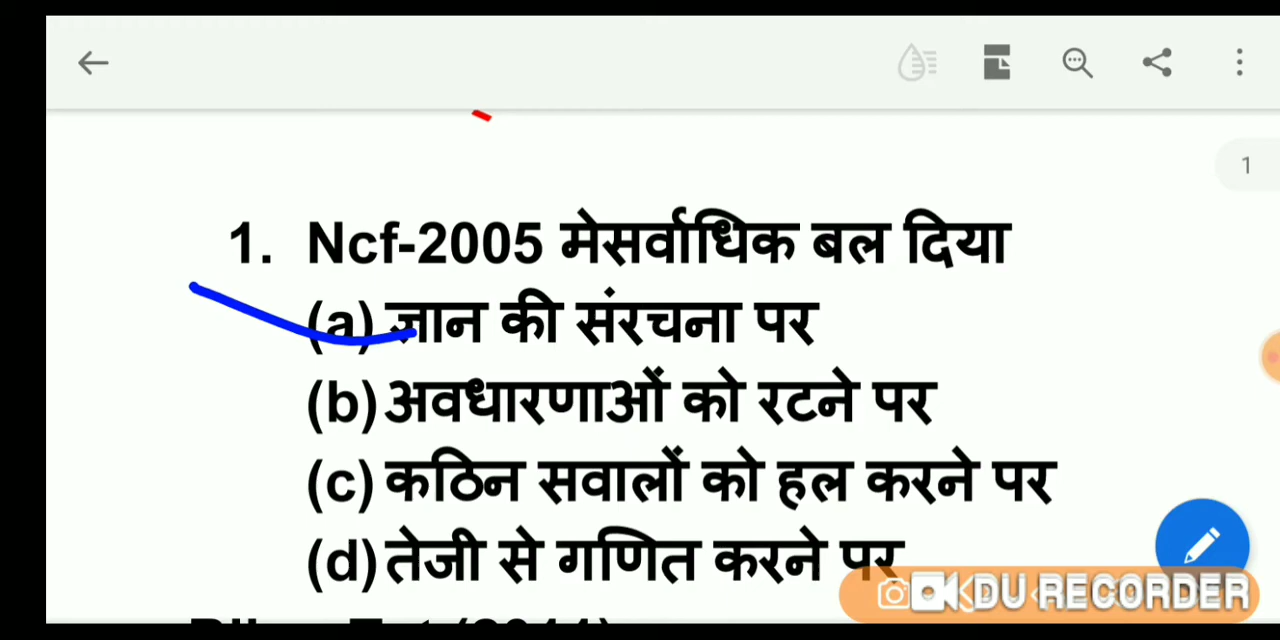 1
1. Ncf-2005 मेसर्वाधिक बल दिया
(a) ज्ञान की संरचना पर
(b) अवधारणाओं को रटने पर
(c) कठिन सवालों को हल करने पर
(d) तेजी से गणित करने पर
DU RECORDER